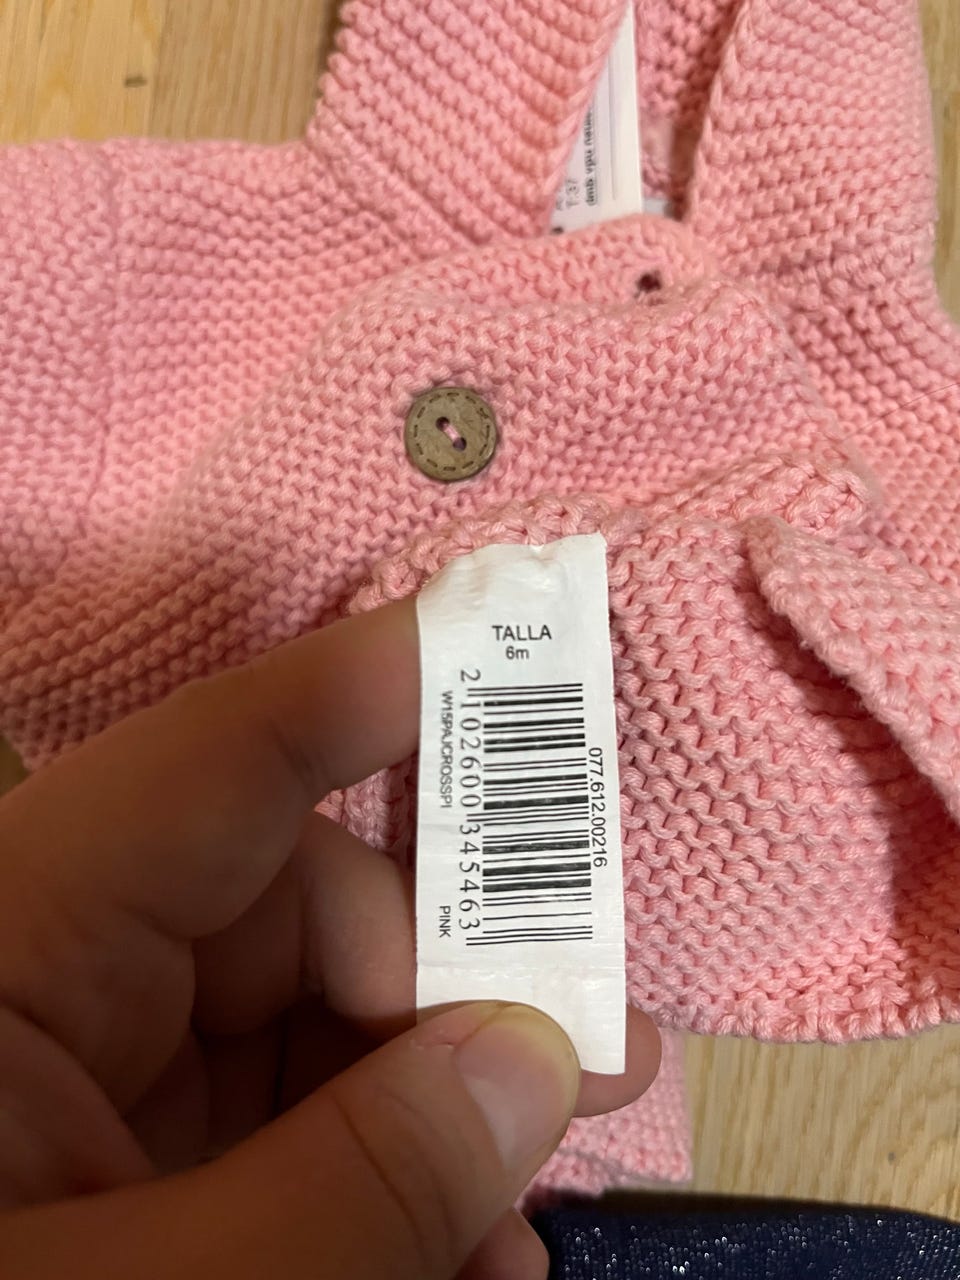 TALLA
6m
077.612.00216
2102600345463
W15PAJCROSSPI PINK